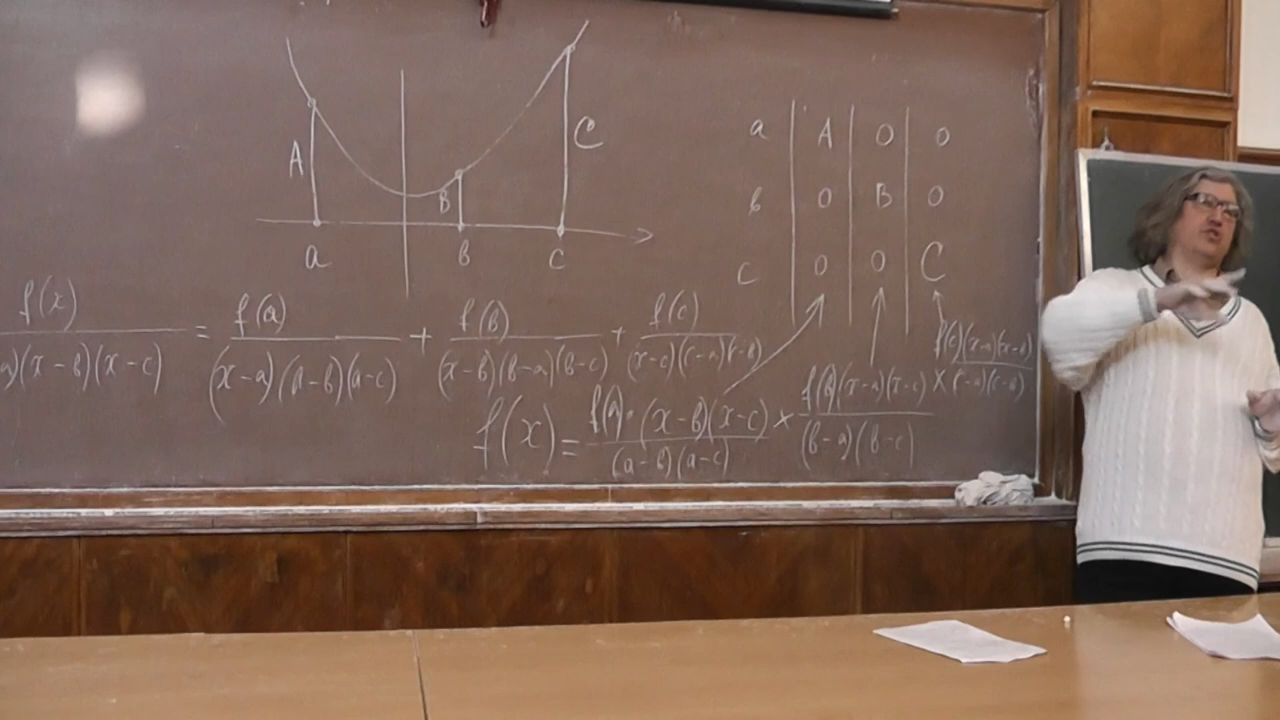 A
B
C
a
b
c
a | A | 0 | 0
b | 0 | B | 0
c | 0 | 0 | C
f(x) / a)(x-b)(x-c) = f(a) / (x-a)(a-b)(a-c) + f(b) / (x-b)(b-a)(b-c) + f(c) / (x-c)(c-a)(c-b)
f(x) = f(a)·(x-b)(x-c) / (a-b)(a-c) × f(b)(x-a)(x-c) / (b-a)(b-c) × f(c)(x-a)(x-b) / (c-a)(c-b)